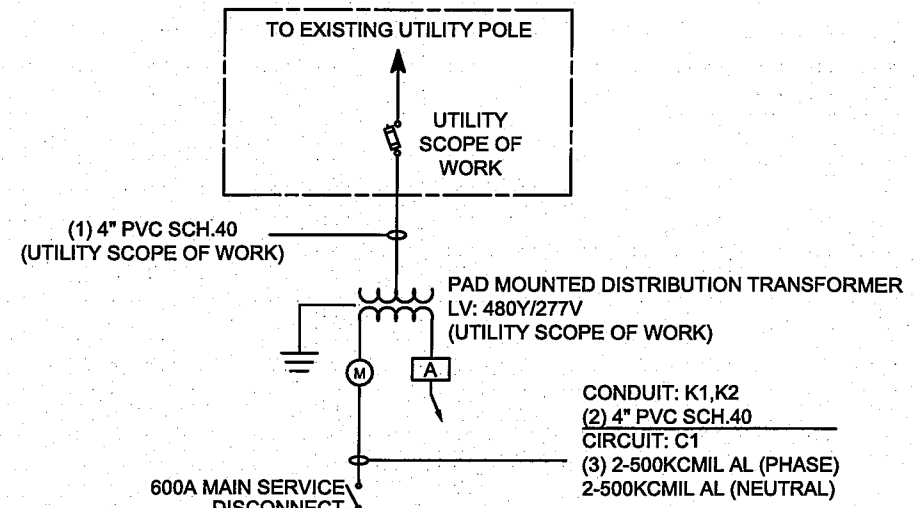 TO EXISTING UTILITY POLE
UTILITY
SCOPE OF
WORK
(1) 4" PVC SCH.40
(UTILITY SCOPE OF WORK)
PAD MOUNTED DISTRIBUTION TRANSFORMER
LV: 480Y/277V
(UTILITY SCOPE OF WORK)
M
A
CONDUIT: K1,K2
(2) 4" PVC SCH.40
CIRCUIT: C1
(3) 2-500KCMIL AL (PHASE)
2-500KCMIL AL (NEUTRAL)
600A MAIN SERVICE
DISCONNECT